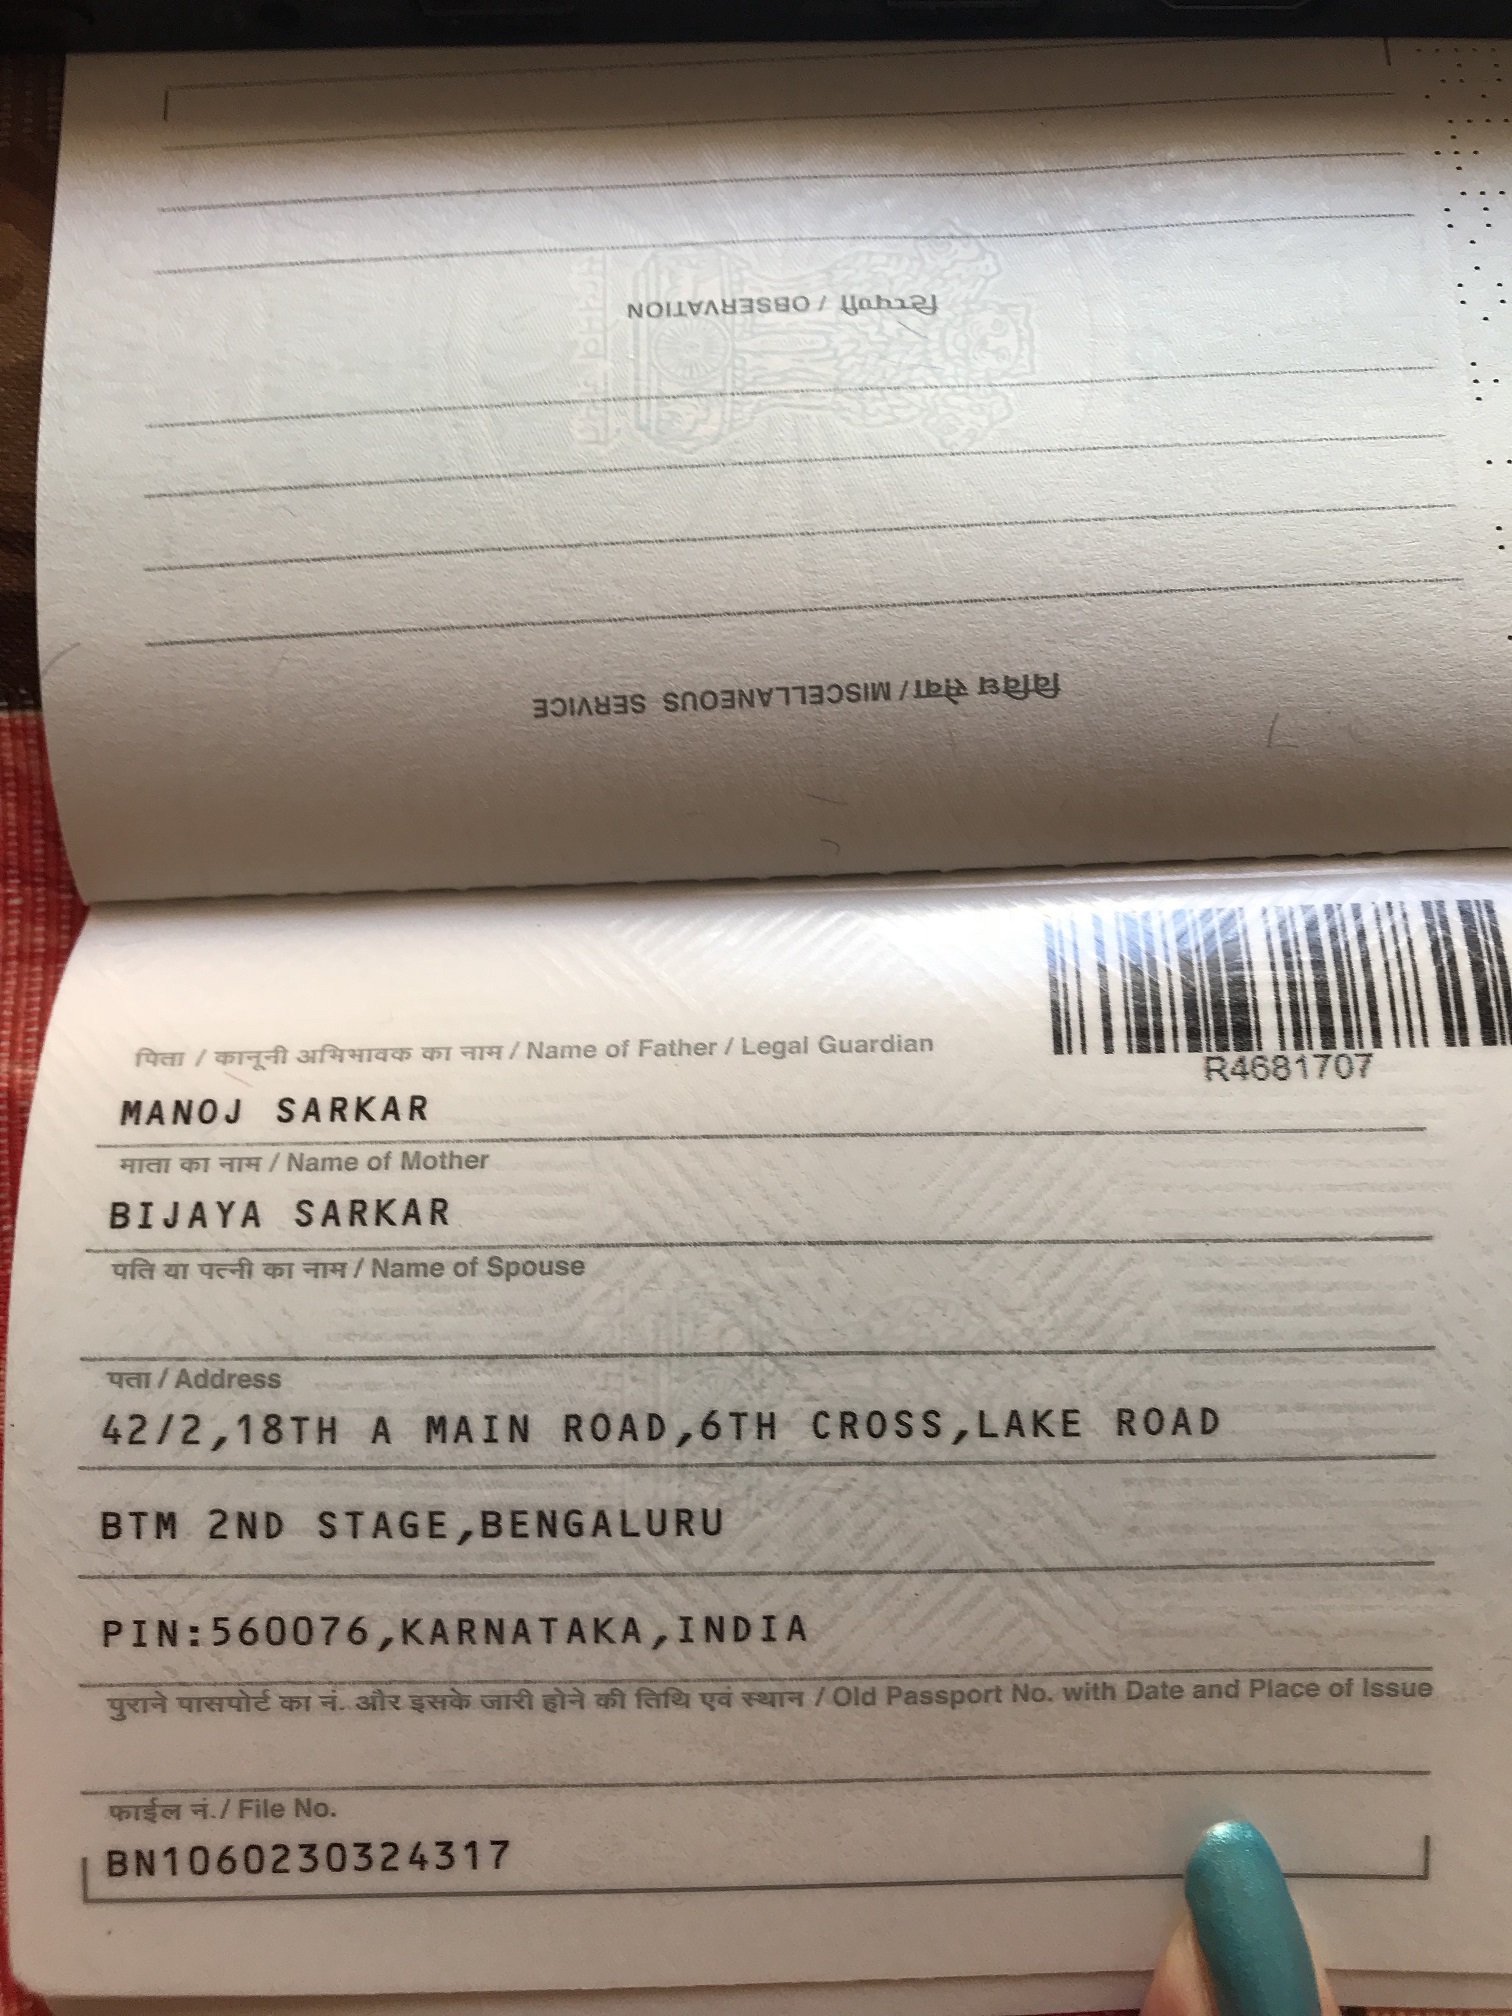 टिप्पणी / OBSERVATION
विविध सेवा / MISCELLANEOUS SERVICE
R4681707
पिता / कानूनी अभिभावक का नाम / Name of Father / Legal Guardian
MANOJ SARKAR
माता का नाम / Name of Mother
BIJAYA SARKAR
पति या पत्नी का नाम / Name of Spouse
पता / Address
42/2,18TH A MAIN ROAD,6TH CROSS,LAKE ROAD
BTM 2ND STAGE,BENGALURU
PIN:560076,KARNATAKA,INDIA
पुराने पासपोर्ट का नं. और इसके जारी होने की तिथि एवं स्थान / Old Passport No. with Date and Place of Issue
फाईल नं./ File No.
BN1060230324317